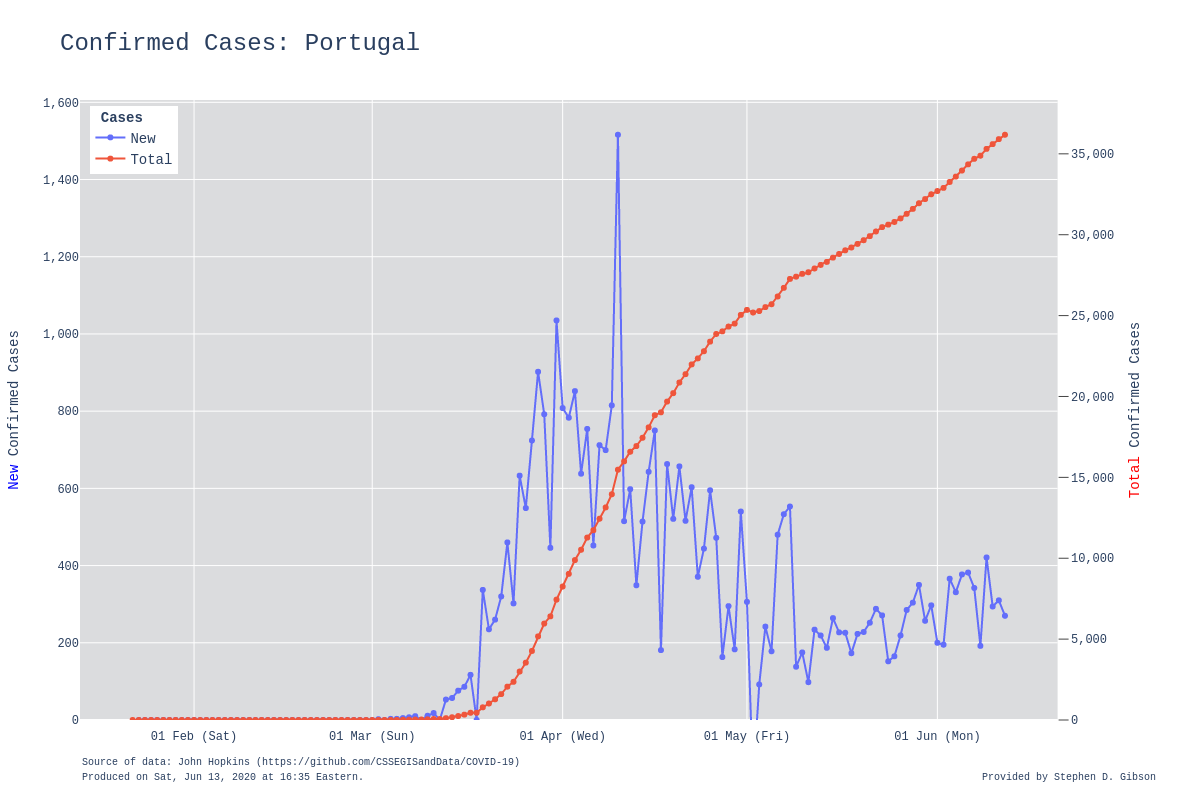 Confirmed Cases: Portugal
Cases
New
Total
1,600
1,400
1,200
1,000
800
600
400
200
0
New Confirmed Cases
35,000
30,000
25,000
20,000
15,000
10,000
5,000
0
Total Confirmed Cases
01 Feb (Sat)
01 Mar (Sun)
01 Apr (Wed)
01 May (Fri)
01 Jun (Mon)
Source of data: John Hopkins (https://github.com/CSSEGISandData/COVID-19)
Produced on Sat, Jun 13, 2020 at 16:35 Eastern.
Provided by Stephen D. Gibson